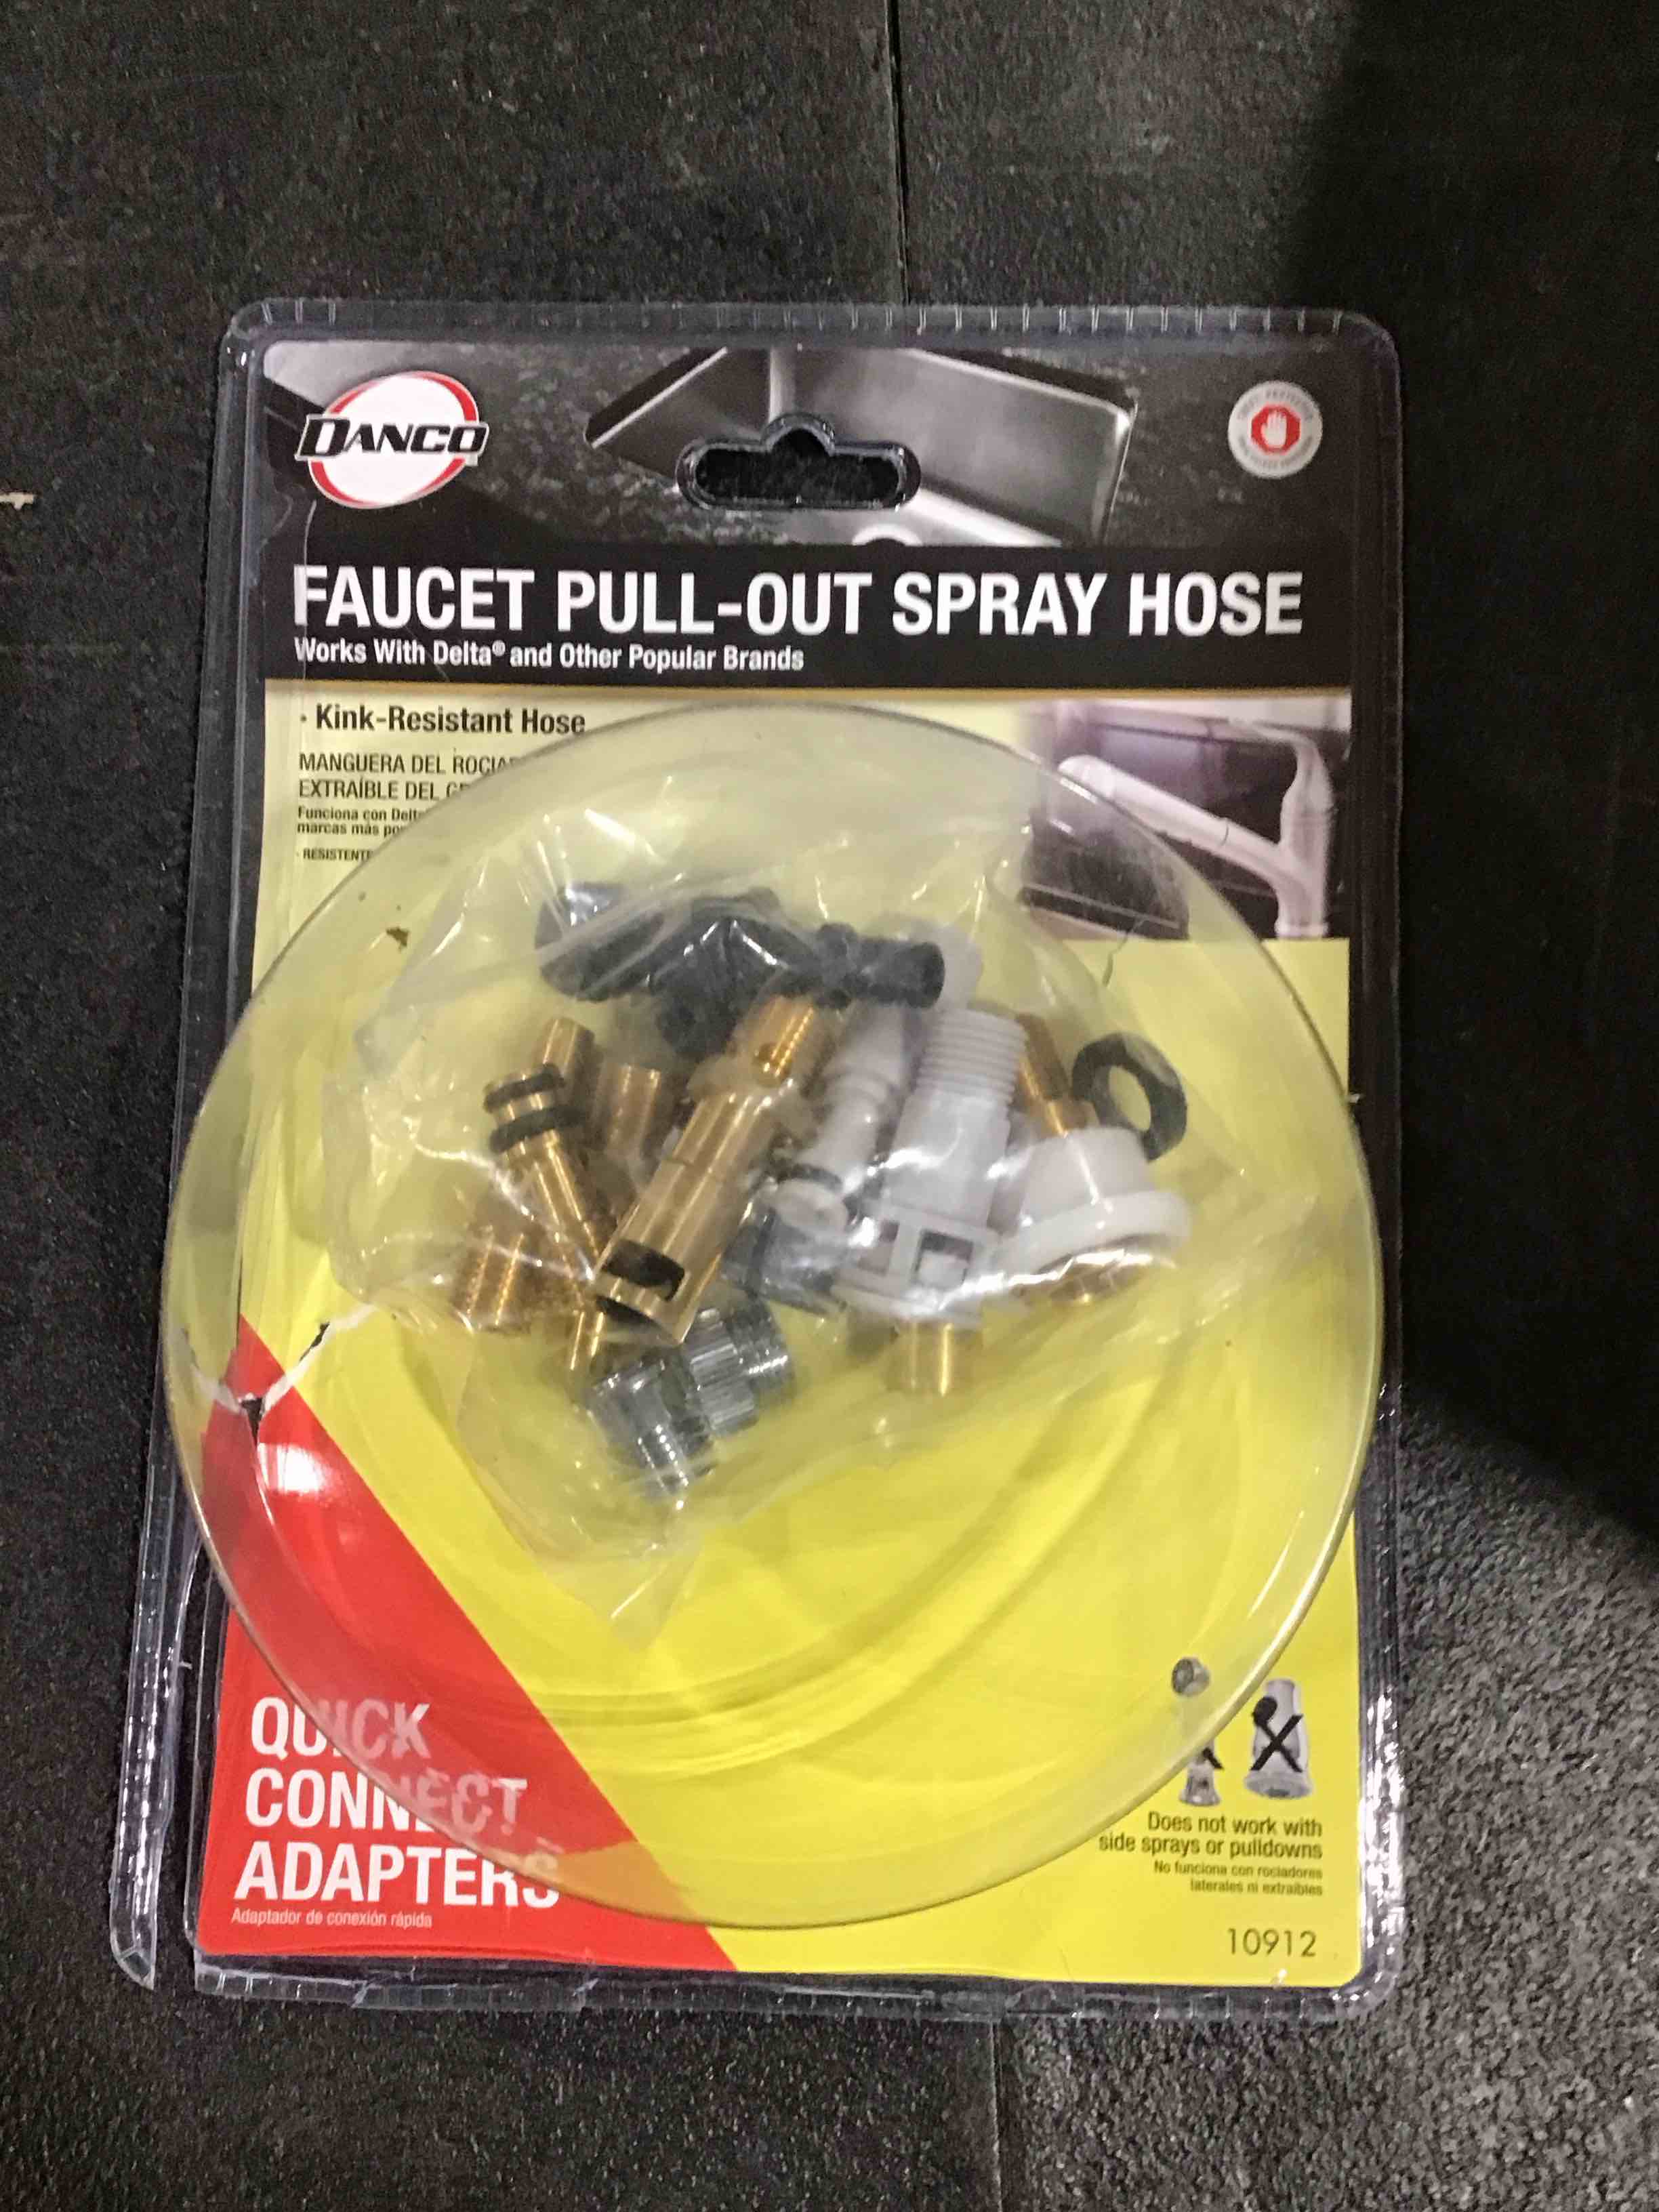 DANCO
FAUCET PULL-OUT SPRAY HOSE
Works With Delta® and Other Popular Brands
· Kink-Resistant Hose
MANGUERA DEL
EXTRAÍBLE DEL
Funciona con
marcas más
QUICK
CONNECT
ADAPTERS
Adaptador de conexión rápida
Does not work with
side sprays or pulldowns
No funciona con rociadores
laterales ni extraíbles
10912